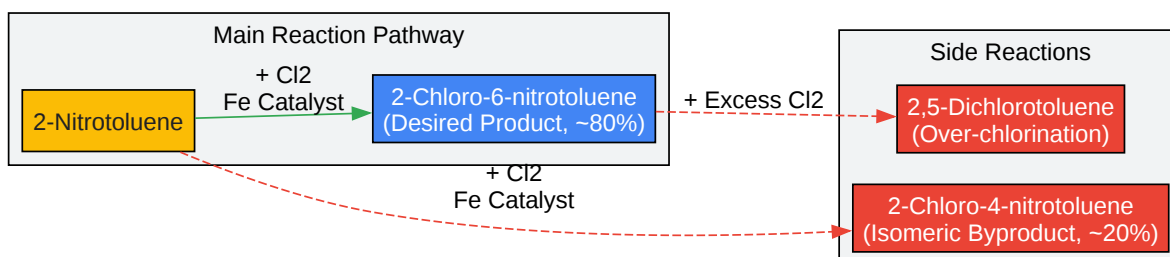 Main Reaction Pathway
Side Reactions
+ Cl2
Fe Catalyst
2-Nitrotoluene
2-Chloro-6-nitrotoluene
(Desired Product, ~80%)
+ Excess Cl2
2,5-Dichlorotoluene
(Over-chlorination)
+ Cl2
Fe Catalyst
2-Chloro-4-nitrotoluene
(Isomeric Byproduct, ~20%)